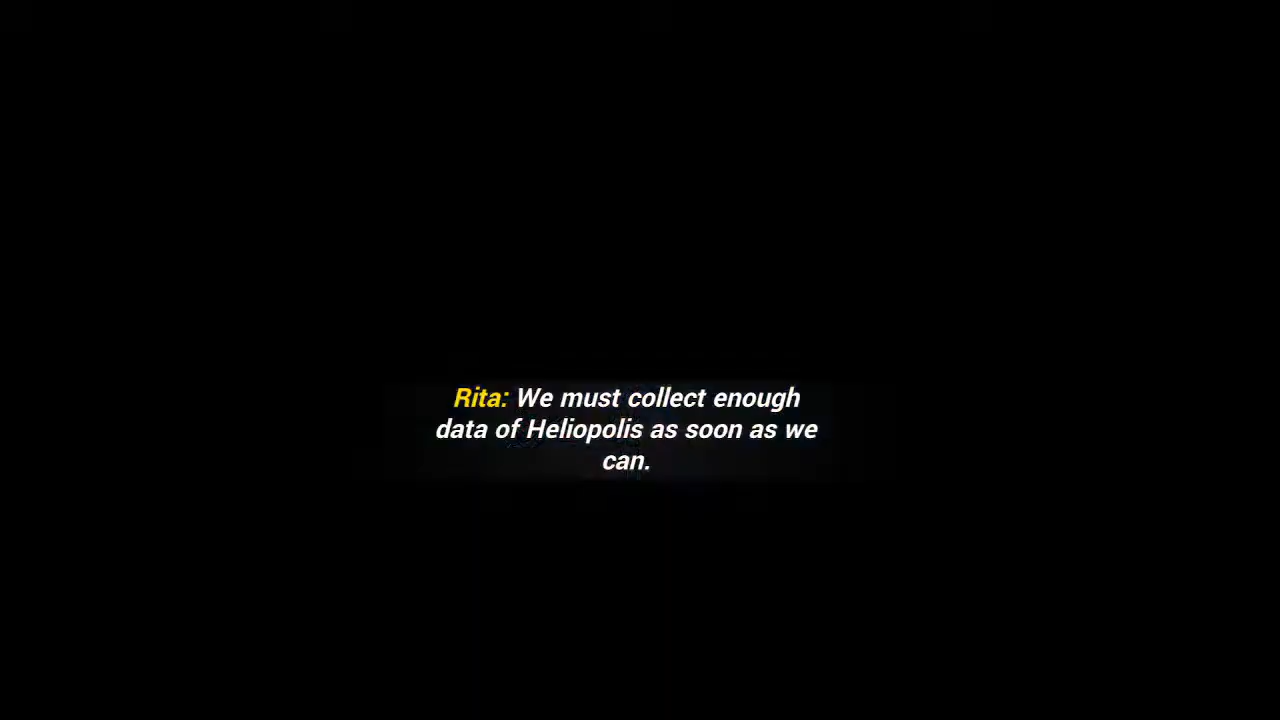 Rita: We must collect enough
data of Heliopolis as soon as we
can.